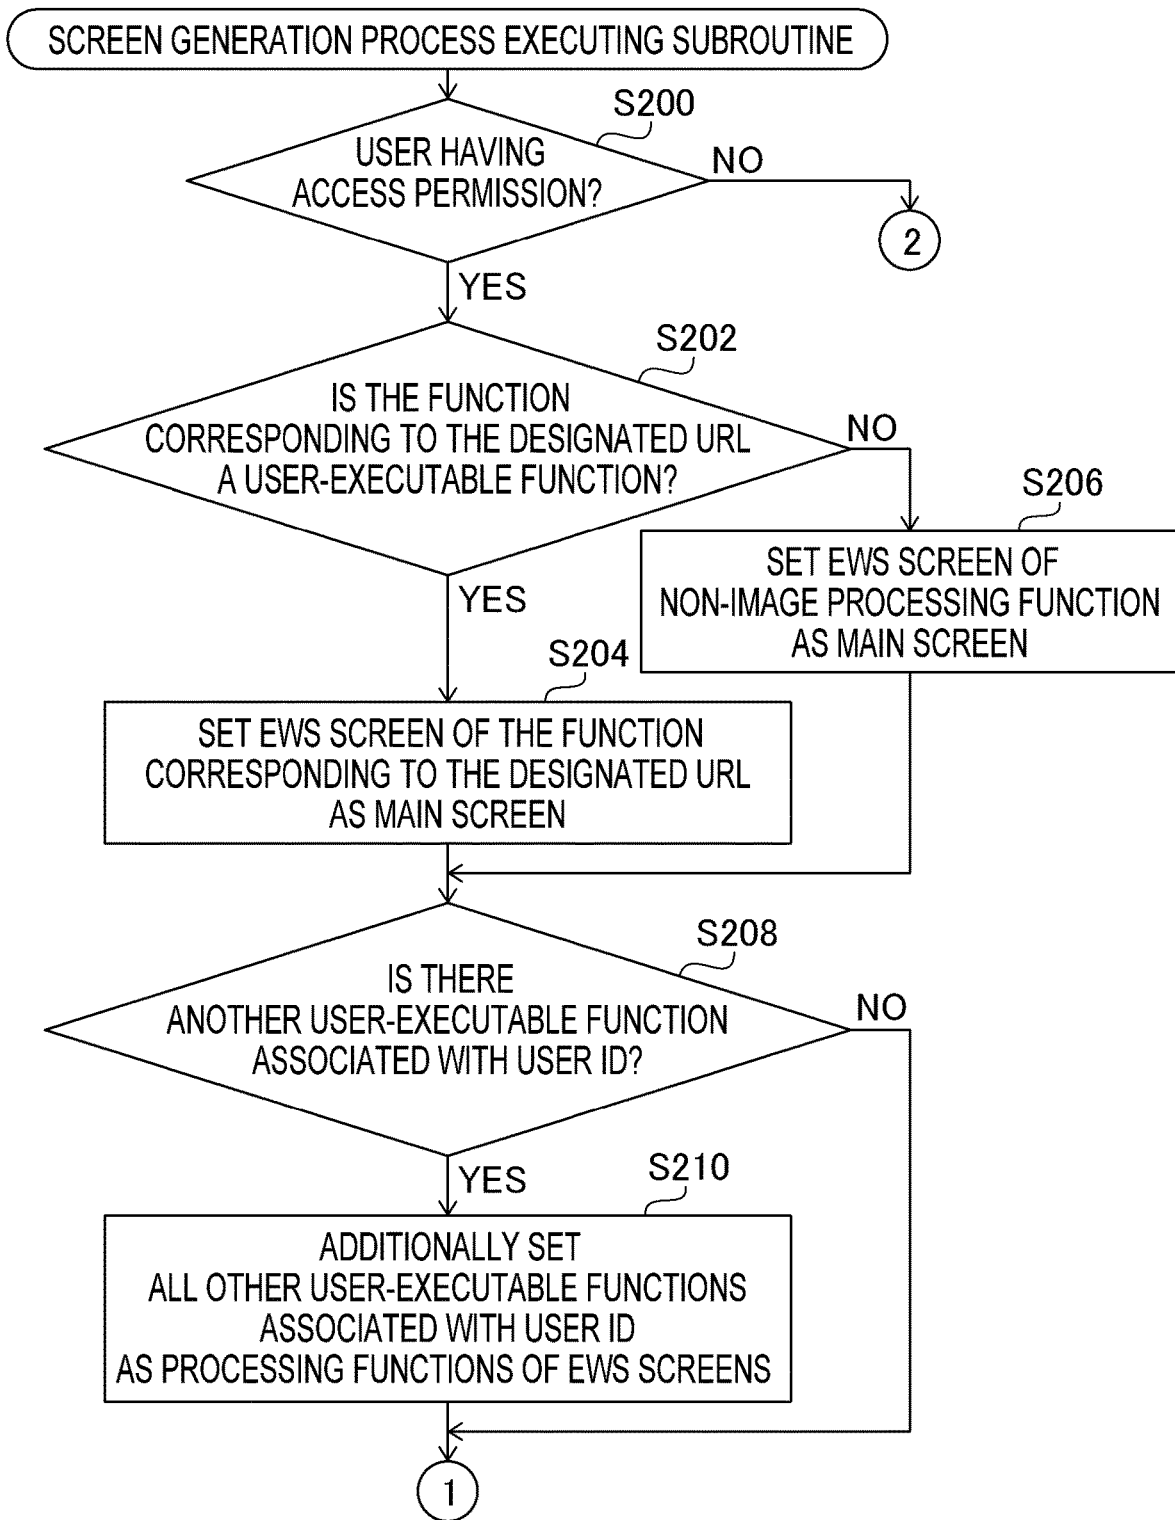 SCREEN GENERATION PROCESS EXECUTING SUBROUTINE
S200
USER HAVING
ACCESS PERMISSION?
NO
2
YES
S202
IS THE FUNCTION
CORRESPONDING TO THE DESIGNATED URL
A USER-EXECUTABLE FUNCTION?
NO
S206
SET EWS SCREEN OF
NON-IMAGE PROCESSING FUNCTION
AS MAIN SCREEN
YES
S204
SET EWS SCREEN OF THE FUNCTION
CORRESPONDING TO THE DESIGNATED URL
AS MAIN SCREEN
S208
IS THERE
ANOTHER USER-EXECUTABLE FUNCTION
ASSOCIATED WITH USER ID?
NO
YES
S210
ADDITIONALLY SET
ALL OTHER USER-EXECUTABLE FUNCTIONS
ASSOCIATED WITH USER ID
AS PROCESSING FUNCTIONS OF EWS SCREENS
1